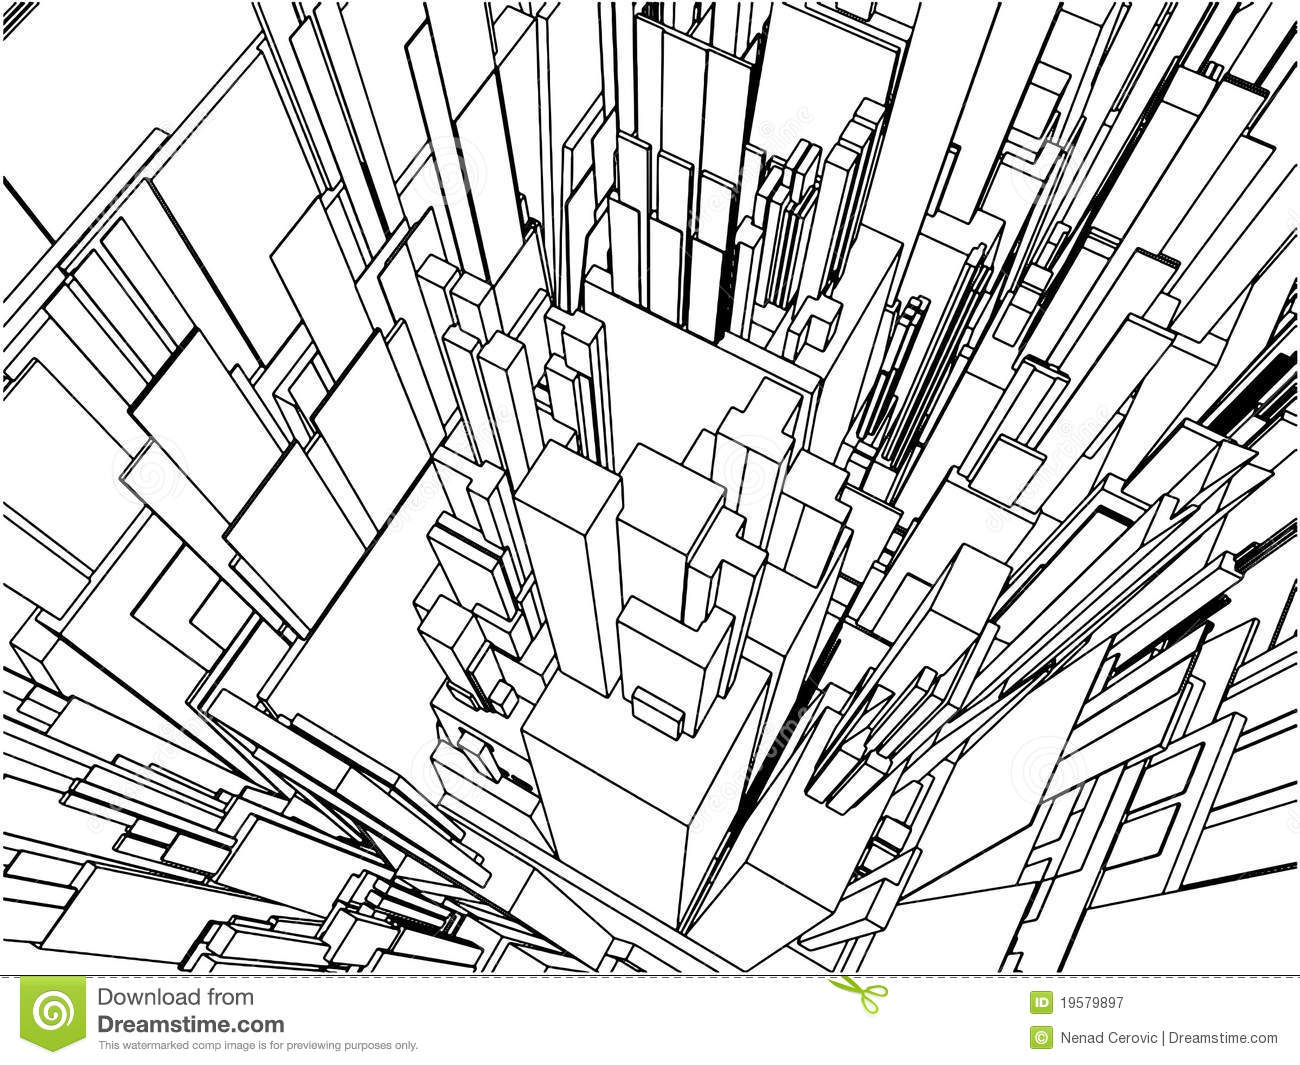 Download from
Dreamstime.com
This watermarked comp image is for previewing purposes only.
ID 19579897
© Nenad Cerovic | Dreamstime.com